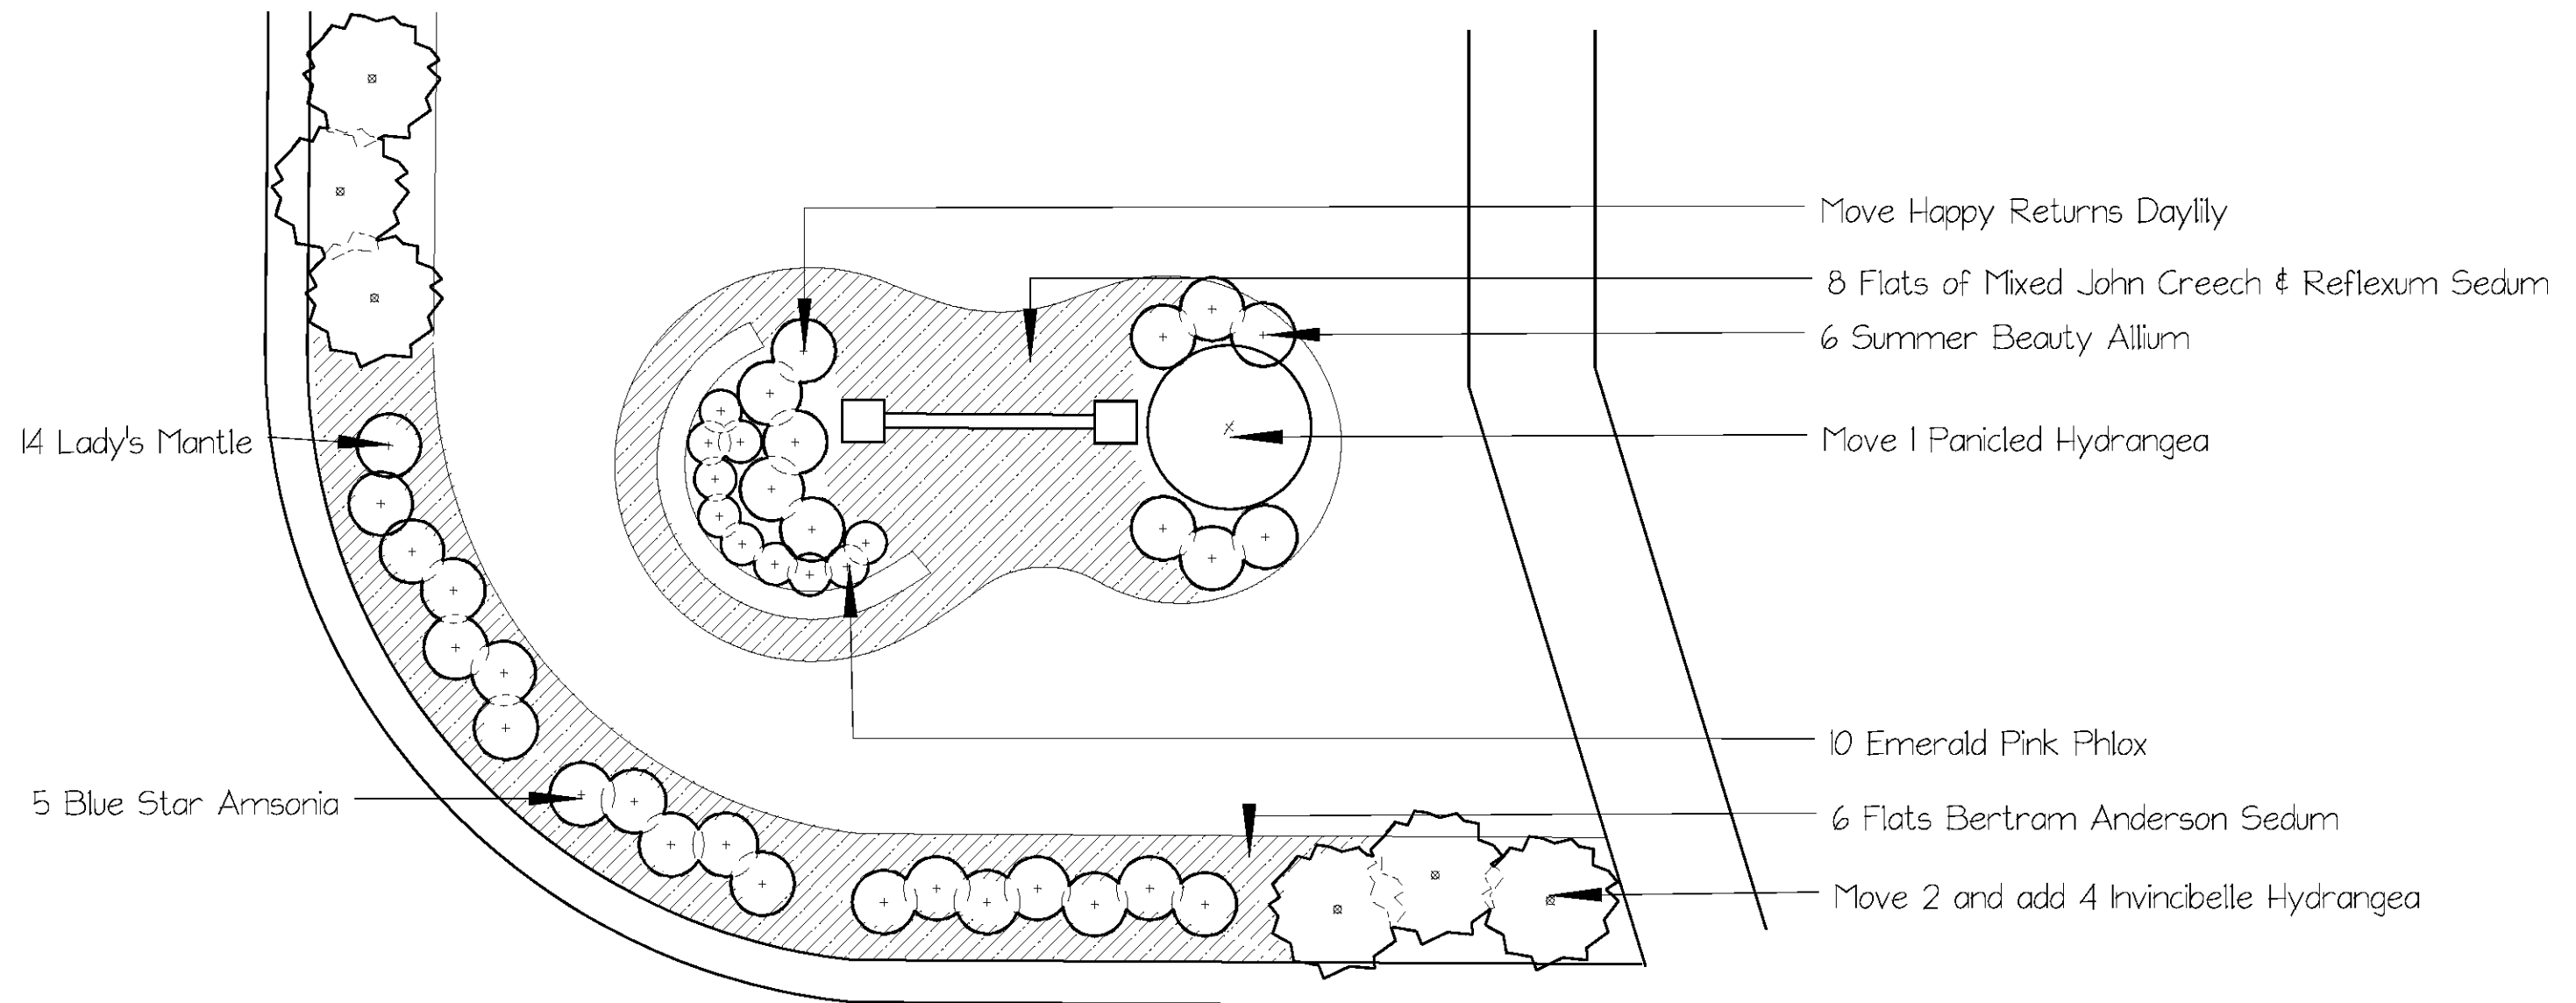 Move Happy Returns Daylily
8 Flats of Mixed John Creech & Reflexum Sedum
6 Summer Beauty Allium
14 Lady's Mantle
Move 1 Panicled Hydrangea
10 Emerald Pink Phlox
5 Blue Star Amsonia
6 Flats Bertram Anderson Sedum
Move 2 and add 4 Invincibelle Hydrangea